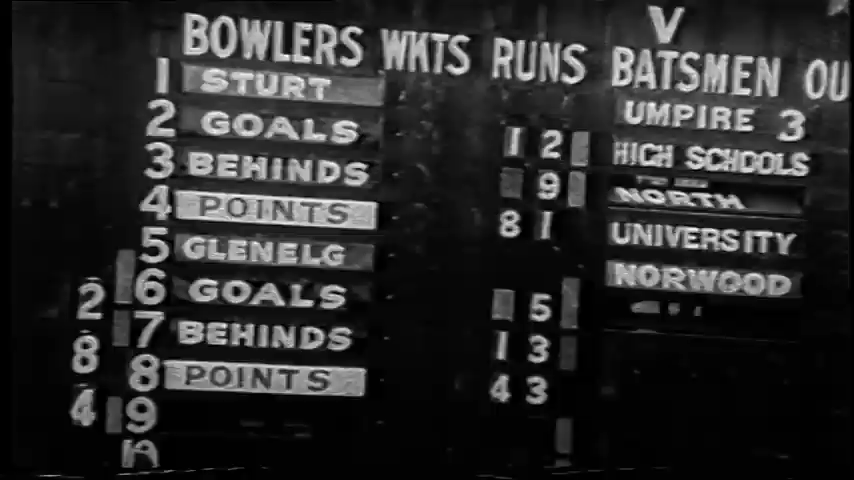 V
BOWLERS WKTS RUNS BATSMEN OU
1 STURT UMPIRE 3
2 GOALS 1 2 HIGH SCHOOLS
3 BEHINDS 9 NORTH
4 POINTS 8 1 UNIVERSITY
5 GLENELG NORWOOD
2 6 GOALS 5
8 7 BEHINDS 1 3
8 POINTS 4 3
4 9